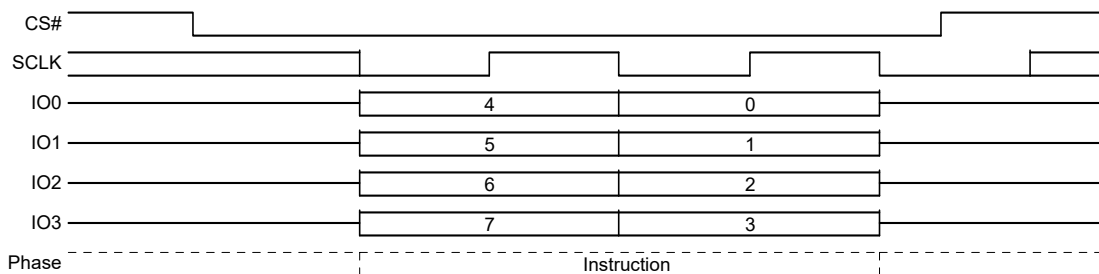 CS#
SCLK
IO0 4 0
IO1 5 1
IO2 6 2
IO3 7 3
Phase Instruction